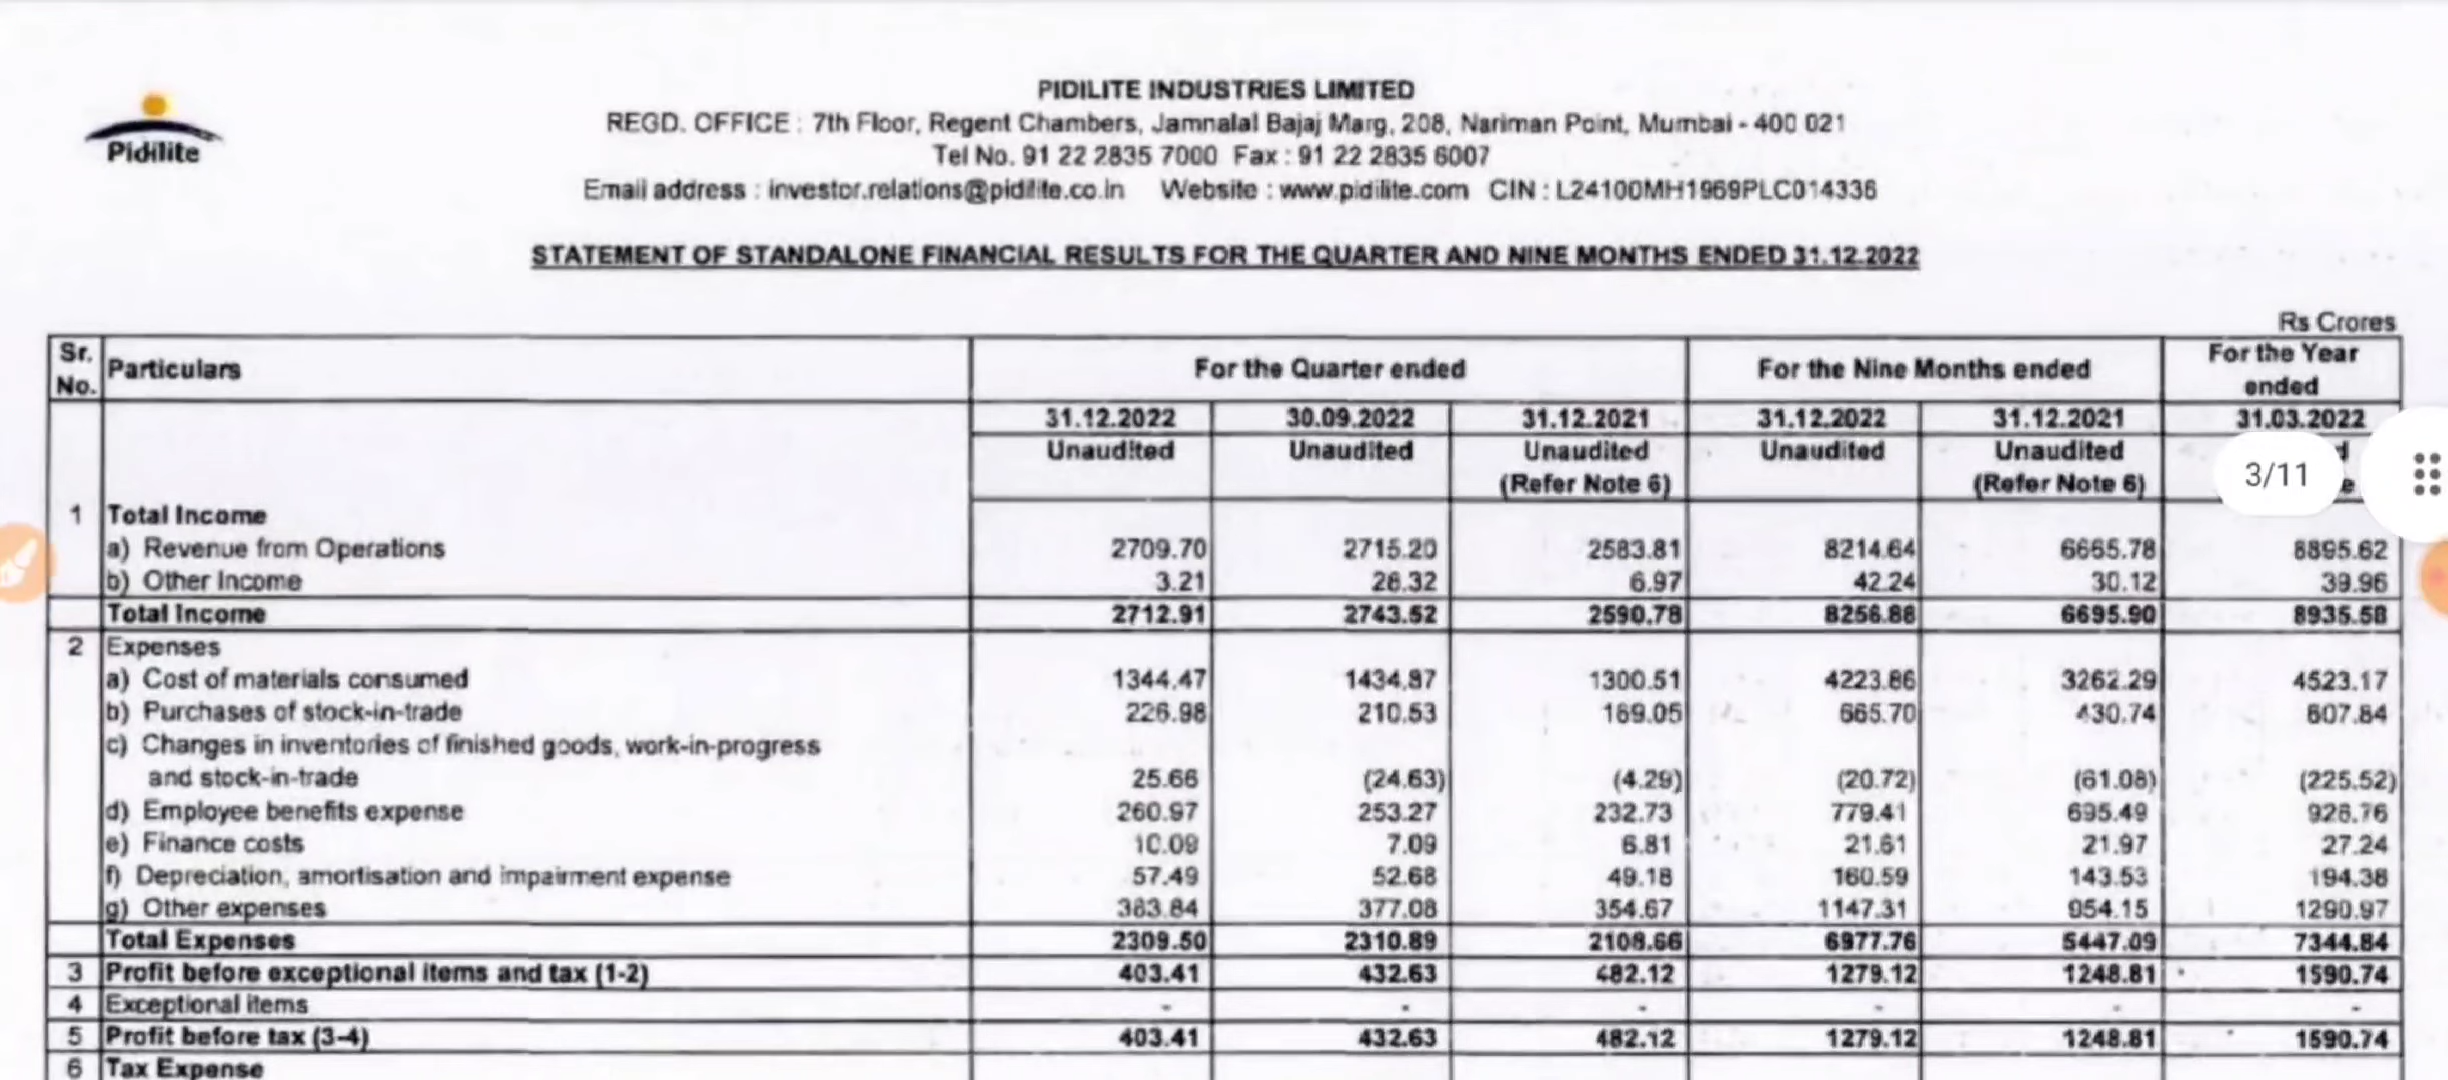 PIDILITE INDUSTRIES LIMITED
REGD. OFFICE : 7th Floor, Regent Chambers, Jamnalal Bajaj Marg, 208, Nariman Point, Mumbai - 400 021
Pidilite
Tel No. 91 22 2835 7000 Fax : 91 22 2835 6007
Email address : investor.relations@pidilite.co.in Website : www.pidilite.com CIN : L24100MH1969PLC014336
STATEMENT OF STANDALONE FINANCIAL RESULTS FOR THE QUARTER AND NINE MONTHS ENDED 31.12.2022
Rs Crores
Sr. No. Particulars For the Quarter ended For the Nine Months ended For the Year ended
31.12.2022 30.09.2022 31.12.2021 31.12.2022 31.12.2021 31.03.2022
Unaudited Unaudited Unaudited Unaudited Unaudited
(Refer Note 6) (Refer Note 6) 3/11
1 Total Income
a) Revenue from Operations 2709.70 2715.20 2583.81 8214.64 6665.78 8895.62
b) Other Income 3.21 28.32 6.97 42.24 30.12 39.96
Total Income 2712.91 2743.52 2590.78 8256.88 6695.90 8935.58
2 Expenses
a) Cost of materials consumed 1344.47 1434.87 1300.51 4223.86 3262.29 4523.17
b) Purchases of stock-in-trade 226.98 210.53 169.05 665.70 430.74 607.84
c) Changes in inventories of finished goods, work-in-progress
and stock-in-trade 25.66 (24.63) (4.29) (20.72) (61.08) (225.52)
d) Employee benefits expense 260.97 253.27 232.73 779.41 695.49 926.76
e) Finance costs 10.09 7.09 6.81 21.61 21.97 27.24
f) Depreciation, amortisation and impairment expense 57.49 52.68 49.18 160.59 143.53 194.38
g) Other expenses 383.84 377.08 354.67 1147.31 954.15 1290.97
Total Expenses 2309.50 2310.89 2108.66 6977.76 5447.09 7344.84
3 Profit before exceptional items and tax (1-2) 403.41 432.63 482.12 1279.12 1248.81 1590.74
4 Exceptional items - - - - - -
5 Profit before tax (3-4) 403.41 432.63 482.12 1279.12 1248.81 1590.74
6 Tax Expense